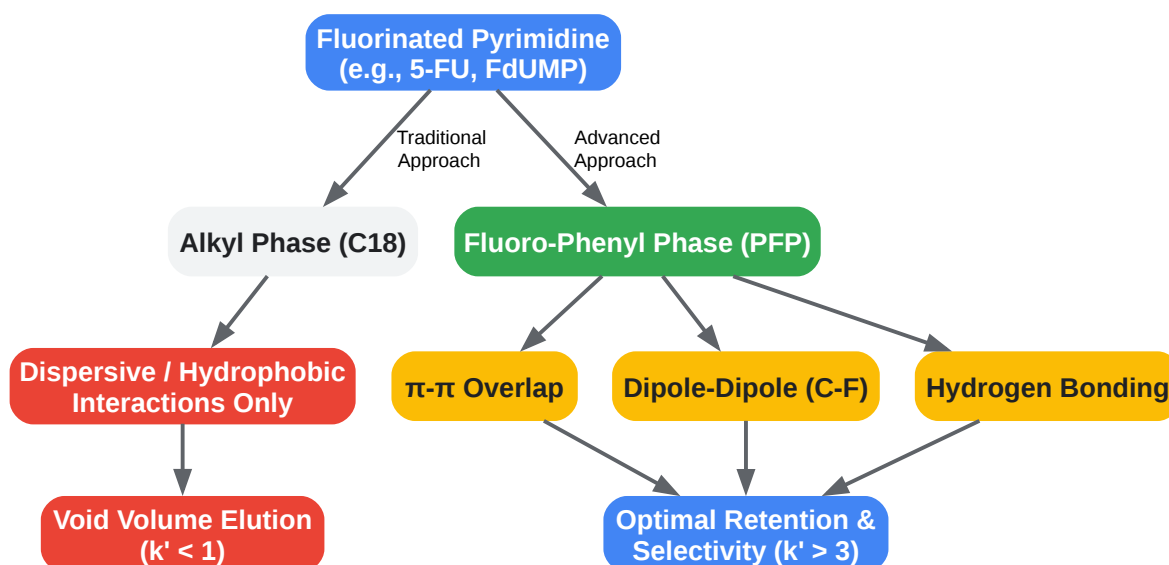 Fluorinated Pyrimidine
(e.g., 5-FU, FdUMP)
Traditional
Approach
Advanced
Approach
Alkyl Phase (C18)
Fluoro-Phenyl Phase (PFP)
Dispersive / Hydrophobic
Interactions Only
π-π Overlap
Dipole-Dipole (C-F)
Hydrogen Bonding
Void Volume Elution
(k' < 1)
Optimal Retention &
Selectivity (k' > 3)